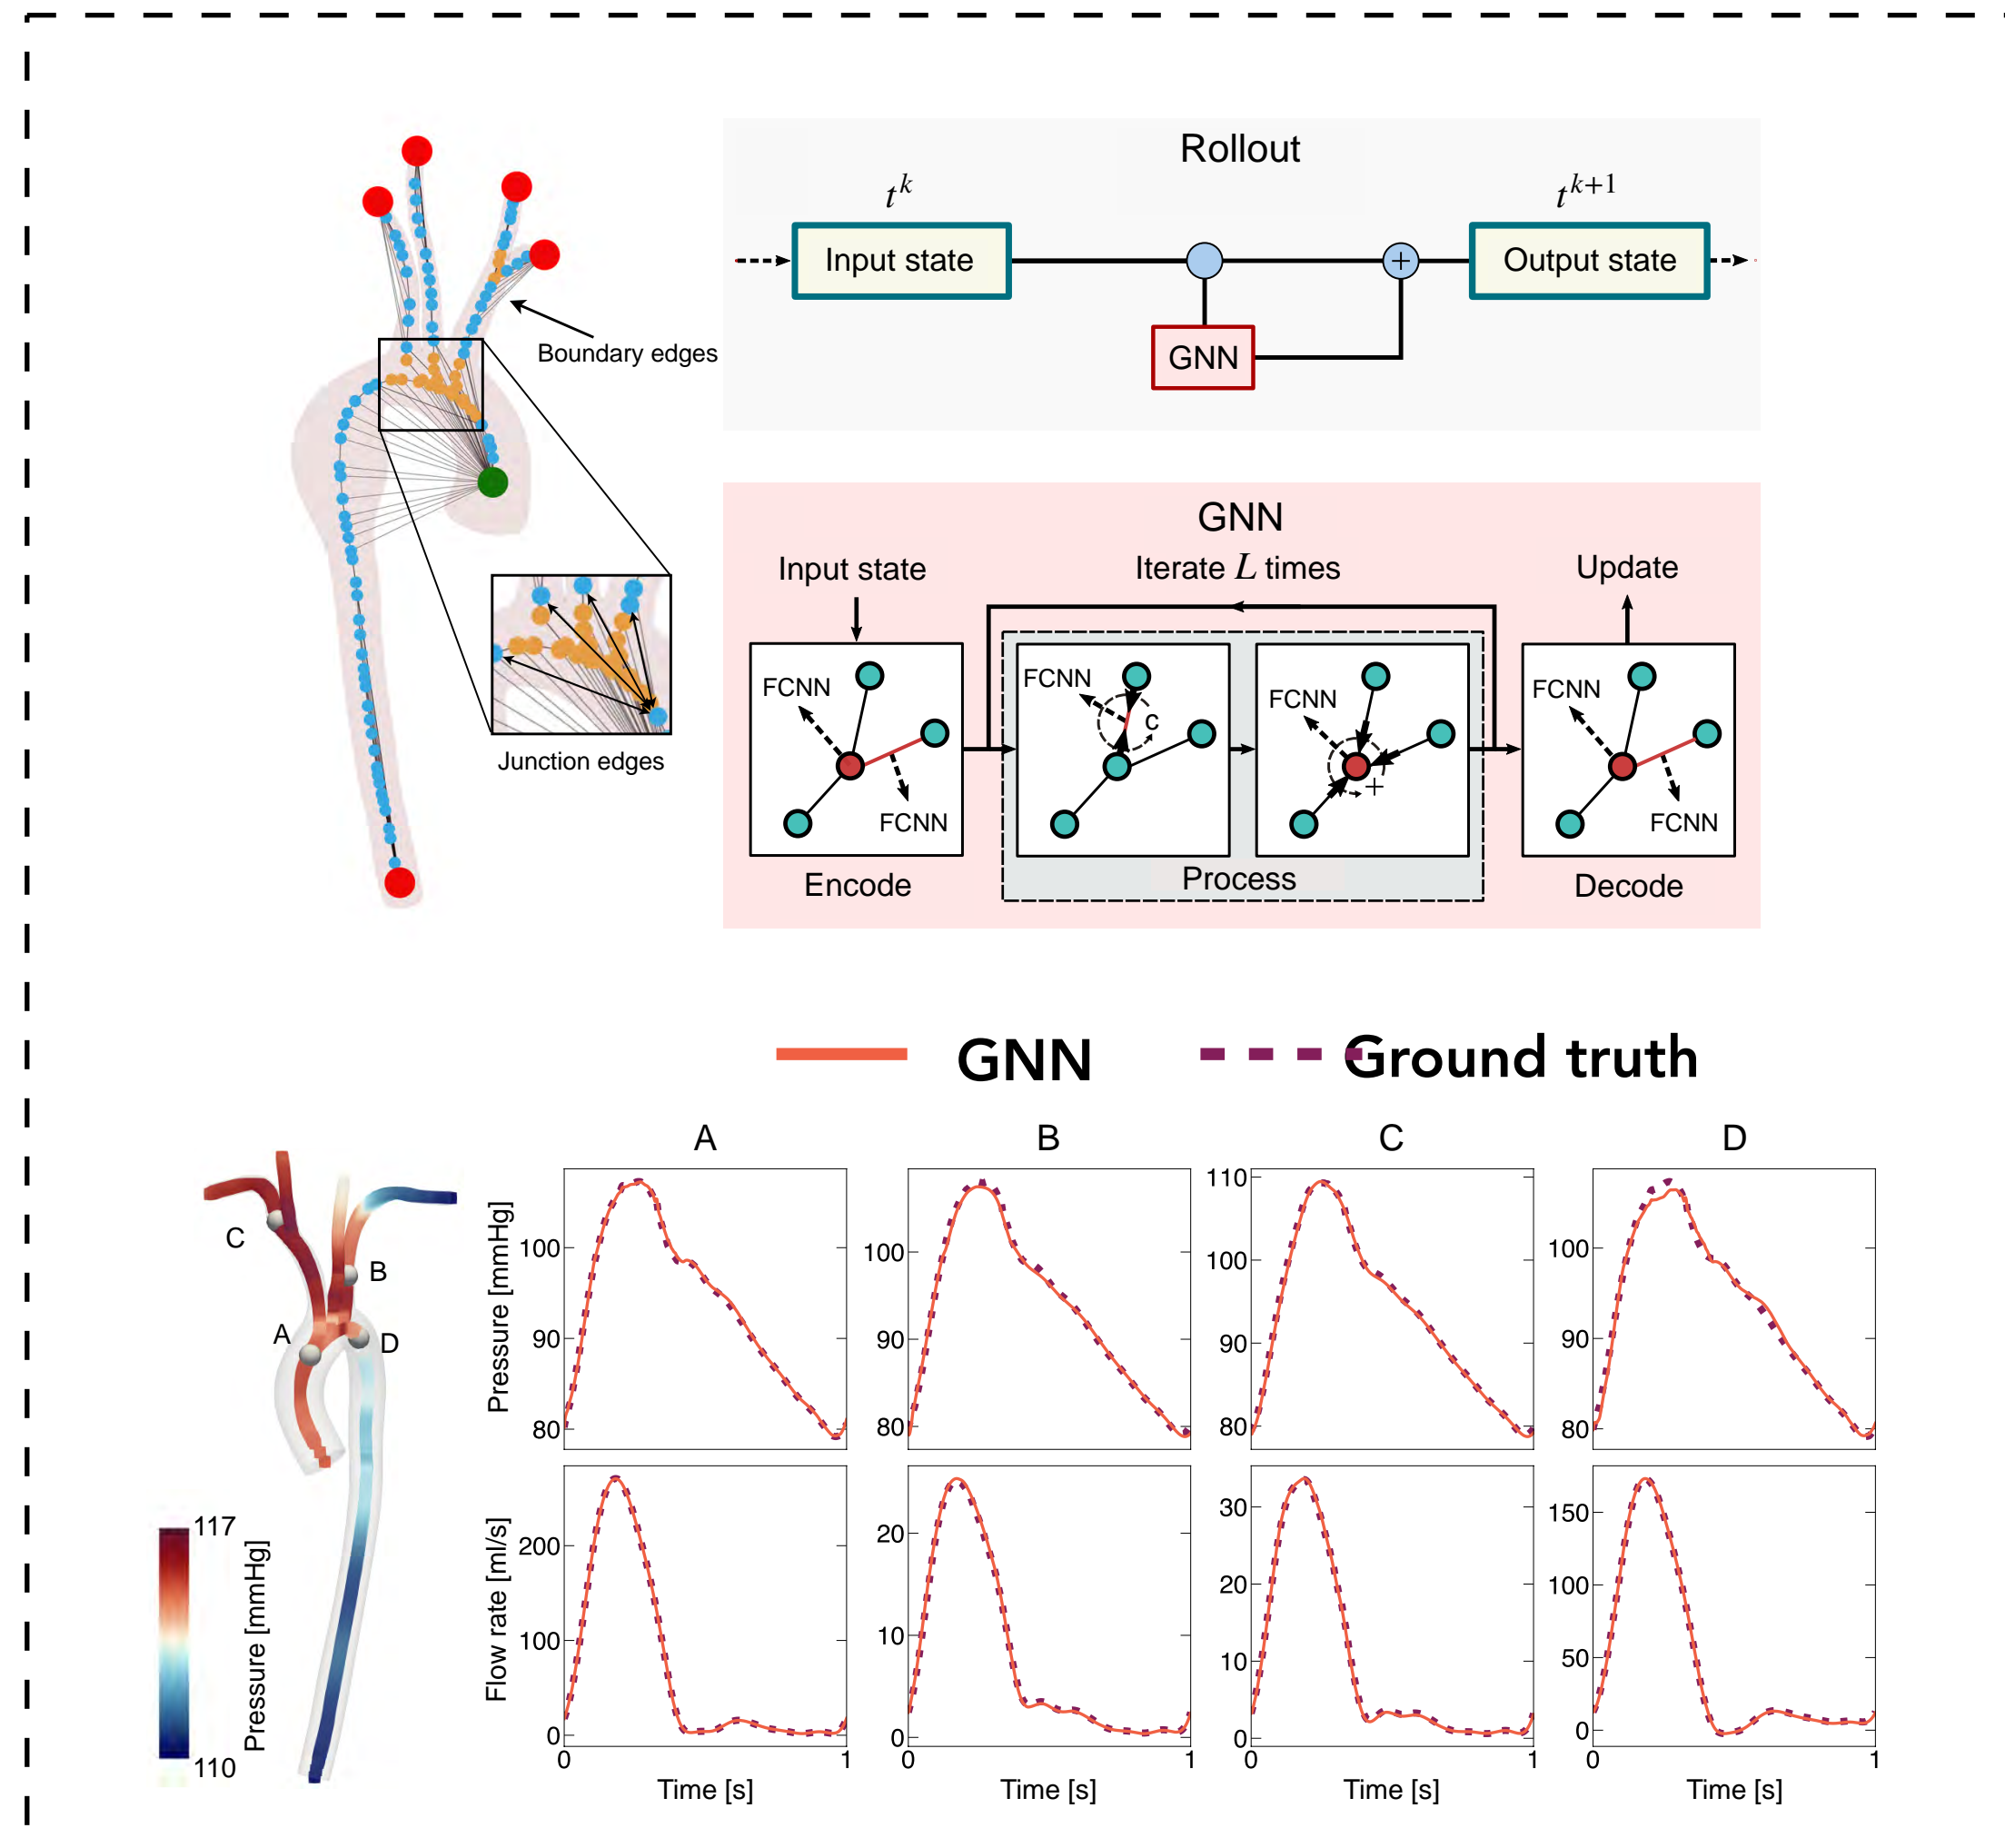 Rollout
t^k
t^{k+1}
Input state
+
Output state
GNN
Boundary edges
Junction edges
GNN
Input state
Iterate L times
Update
FCNN
FCNN
FCNN
c
FCNN
+
FCNN
FCNN
Encode
Process
Decode
GNN
Ground truth
A
B
C
D
C
B
A
D
117
110
Pressure [mmHg]
Pressure [mmHg]
100
90
80
100
90
80
110
100
90
80
100
90
80
Flow rate [ml/s]
200
100
0
20
10
0
30
20
10
0
150
100
50
0
0
1
0
1
0
1
0
1
Time [s]
Time [s]
Time [s]
Time [s]